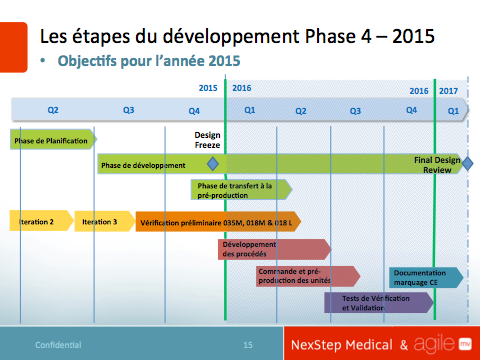 Les étapes du développement Phase 4 – 2015
• Objectifs pour l'année 2015
2015 2016 2016 2017
Q2 Q3 Q4 Q1 Q2 Q3 Q4 Q1
Phase de Planification
Design
Freeze
Phase de développement
Final Design
Review
Phase de transfert à la
pré-production
Iteration 2
Iteration 3
Vérification préliminaire 035M, 018M & 018 L
Développement
des procédés
Commande et pré-
production des unités
Documentation
marquage CE
Tests de Vérification
et Validation
Confidential
15
NexStep Medical & agile mv